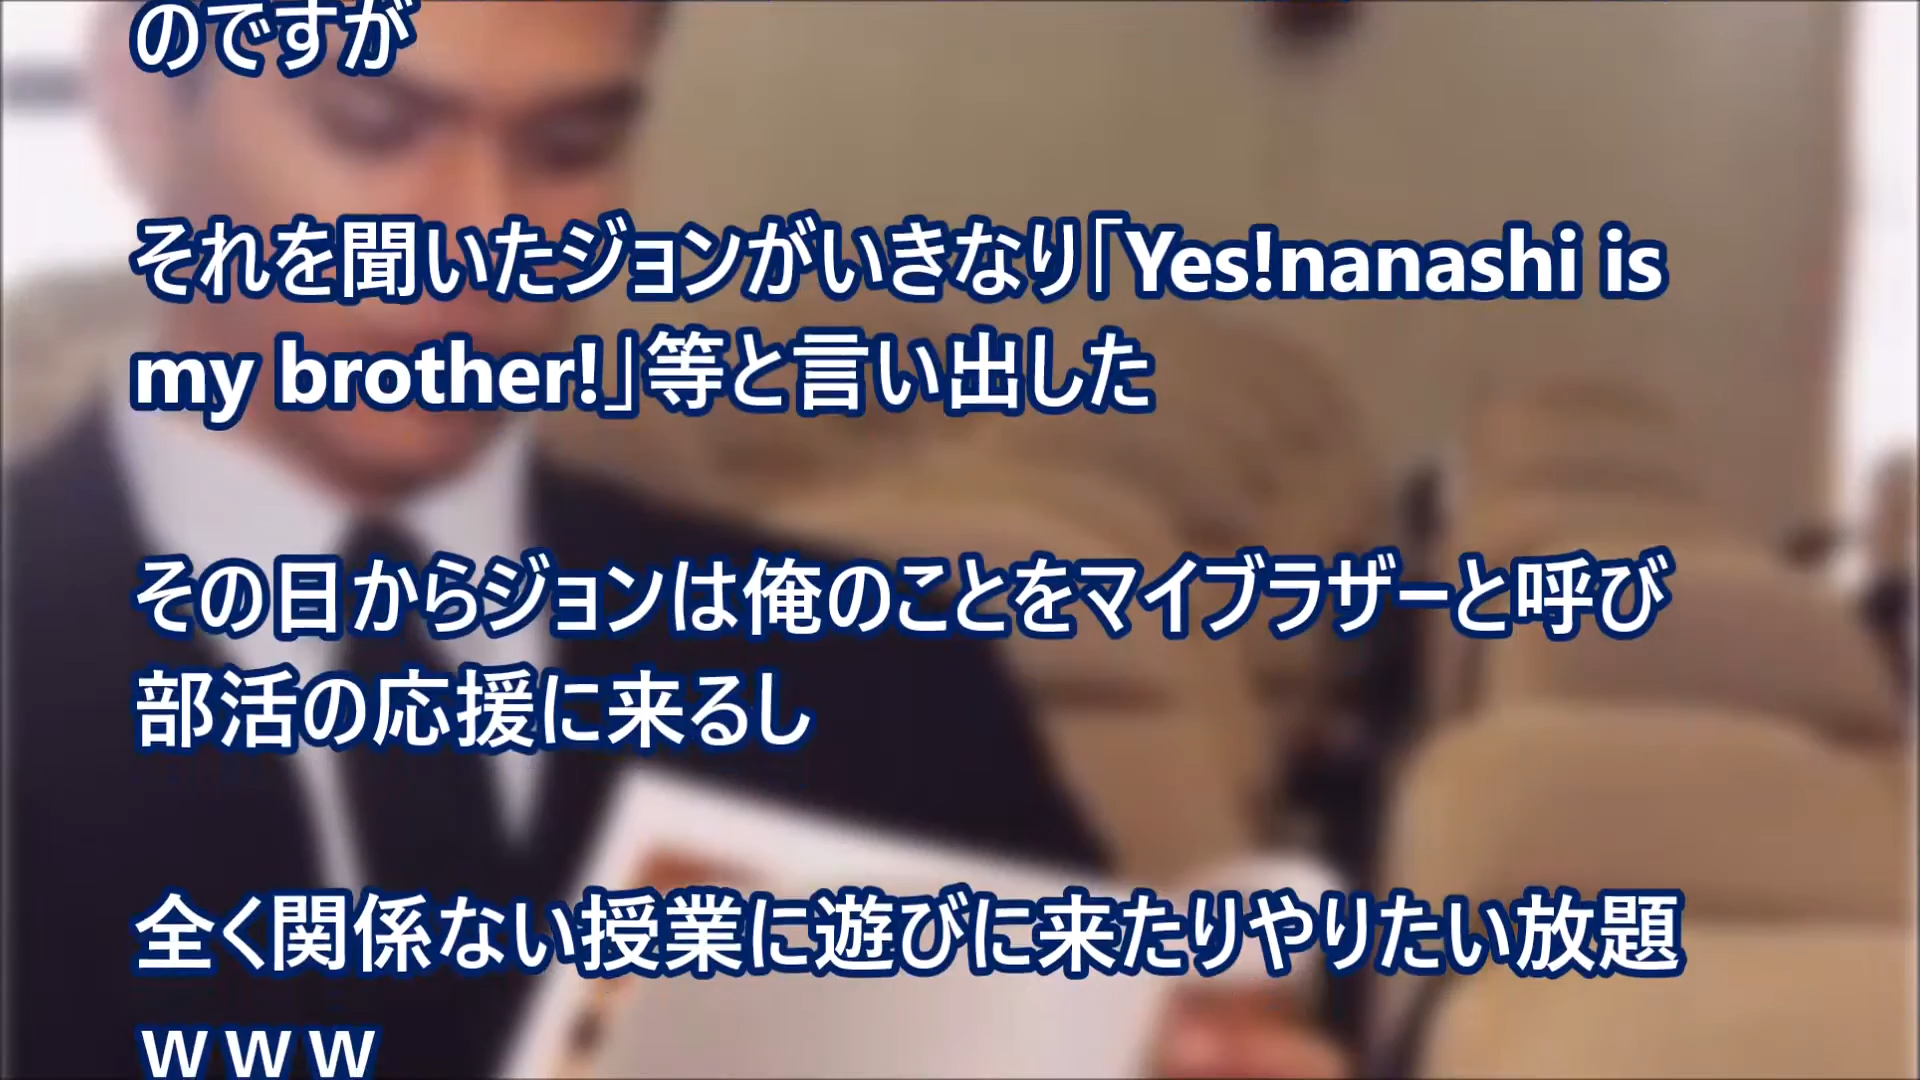 のですが
それを聞いたジョンがいきなり「Yes!nanashi is
my brother!」等と言い出した
その日からジョンは俺のことをマイブラザーと呼び
部活の応援に来るし
全く関係ない授業に遊びに来たりやりたい放題
ｗｗｗ